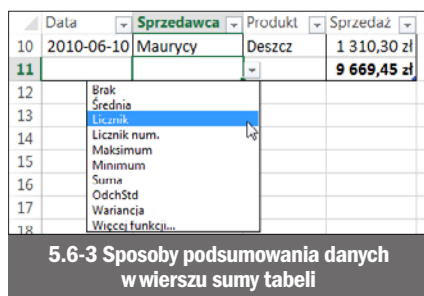 Data Sprzedawca Produkt Sprzedaż
10 2010-06-10 Maurycy Deszcz 1 310,30 zł
11 9 669,45 zł
12 Brak
Średnia
13 Licznik
14 Licznik num.
Maksimum
15 Minimum
16 Suma
OdchStd
17 Wariancja
18 Więcej funkcji...
5.6-3 Sposoby podsumowania danych
w wierszu sumy tabeli